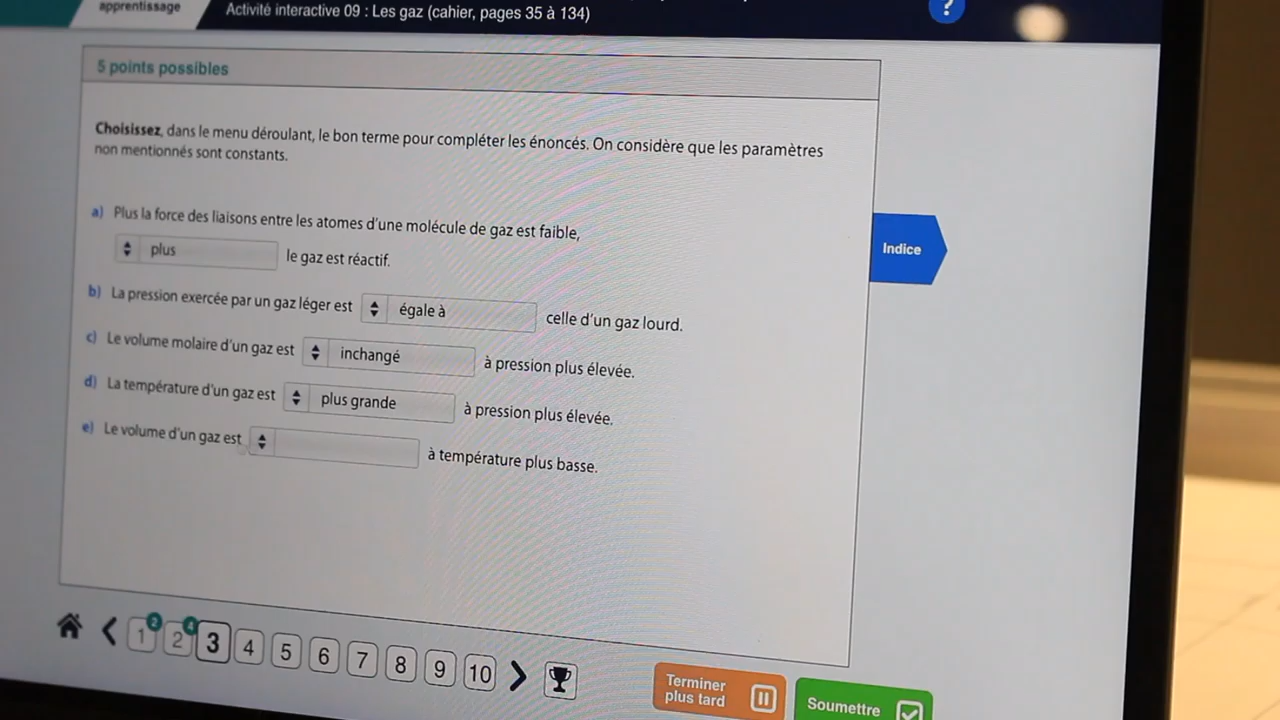 apprentissage
Activité interactive 09 : Les gaz (cahier, pages 35 à 134)
?
5 points possibles
Choisissez, dans le menu déroulant, le bon terme pour compléter les énoncés. On considère que les paramètres
non mentionnés sont constants.
a) Plus la force des liaisons entre les atomes d'une molécule de gaz est faible,
plus le gaz est réactif.
Indice
b) La pression exercée par un gaz léger est égale à celle d'un gaz lourd.
c) Le volume molaire d'un gaz est inchangé à pression plus élevée.
d) La température d'un gaz est plus grande à pression plus élevée.
e) Le volume d'un gaz est à température plus basse.
1 2 2 4 3 4 5 6 7 8 9 10
Terminer
plus tard
Soumettre